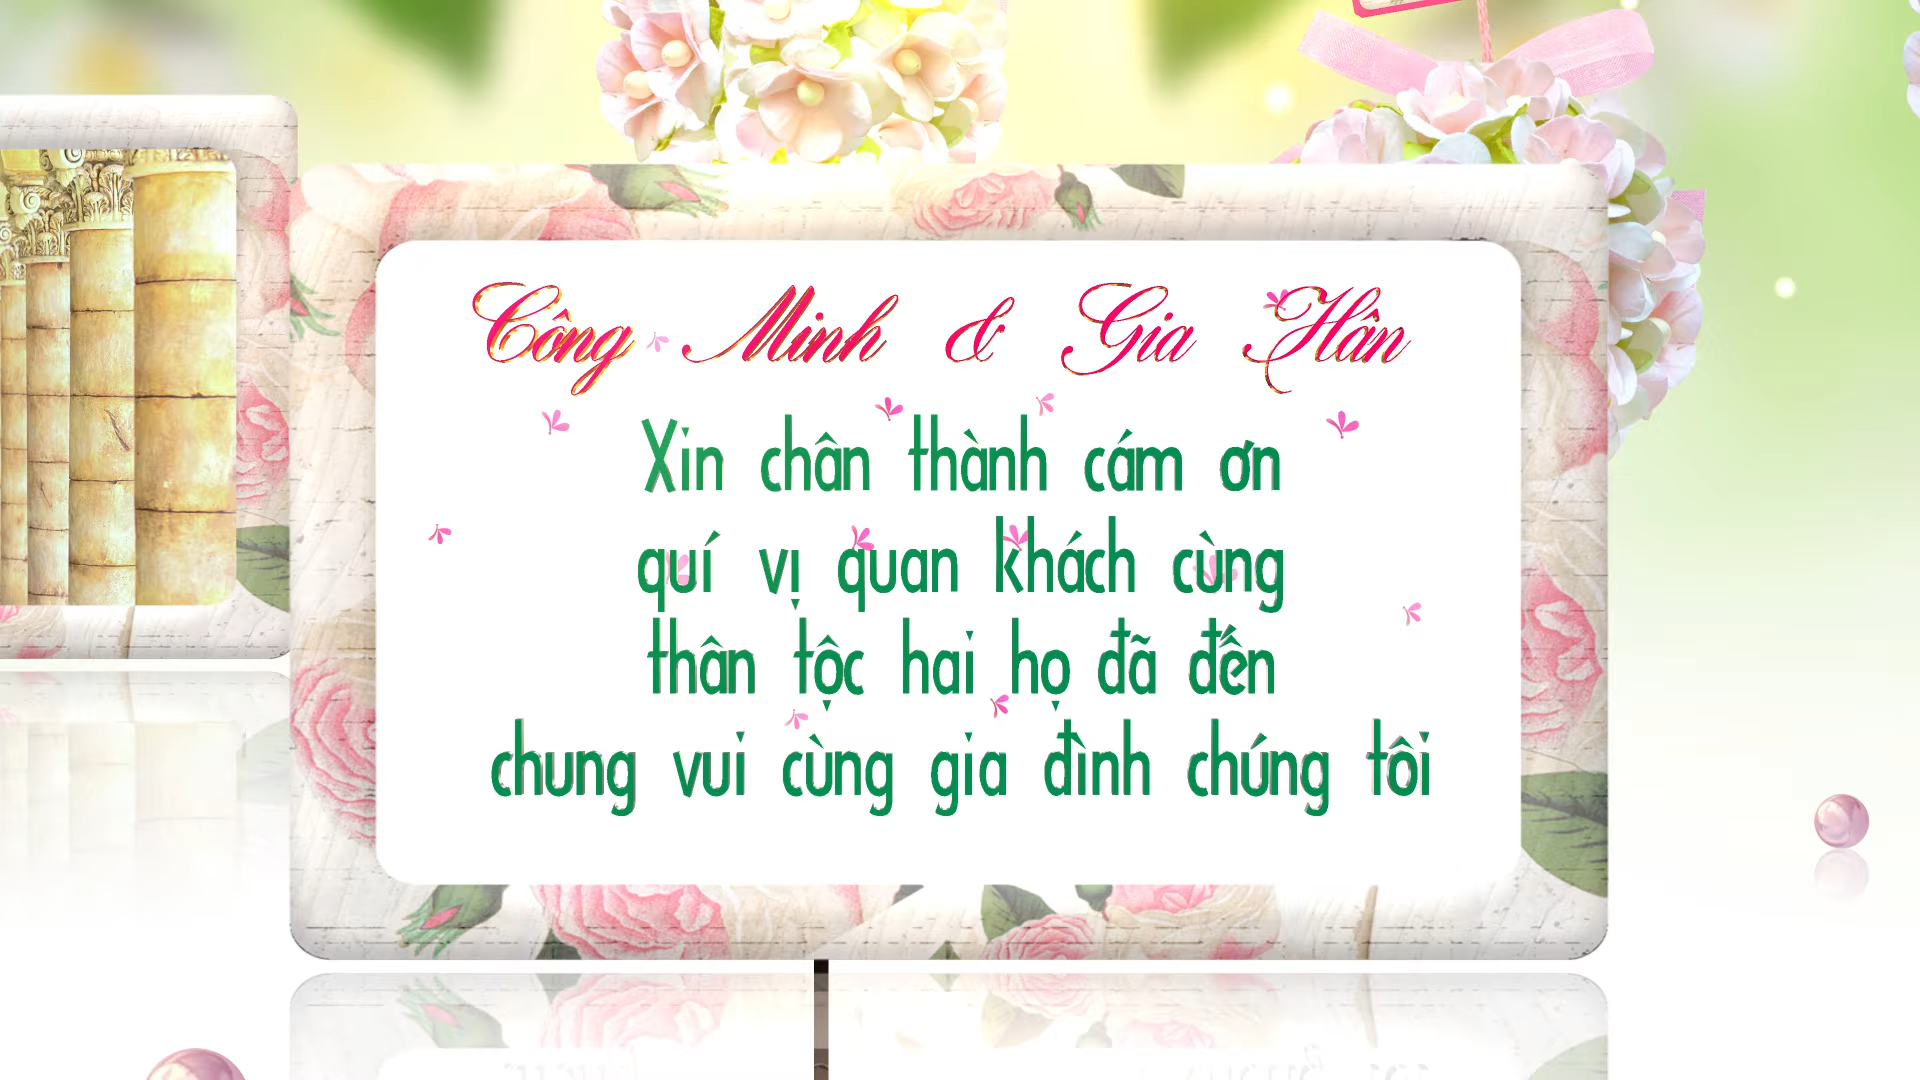 Công Minh & Gia Hân
Xin chân thành cám ơn
quí vị quan khách cùng
thân tộc hai họ đã đến
chung vui cùng gia đình chúng tôi